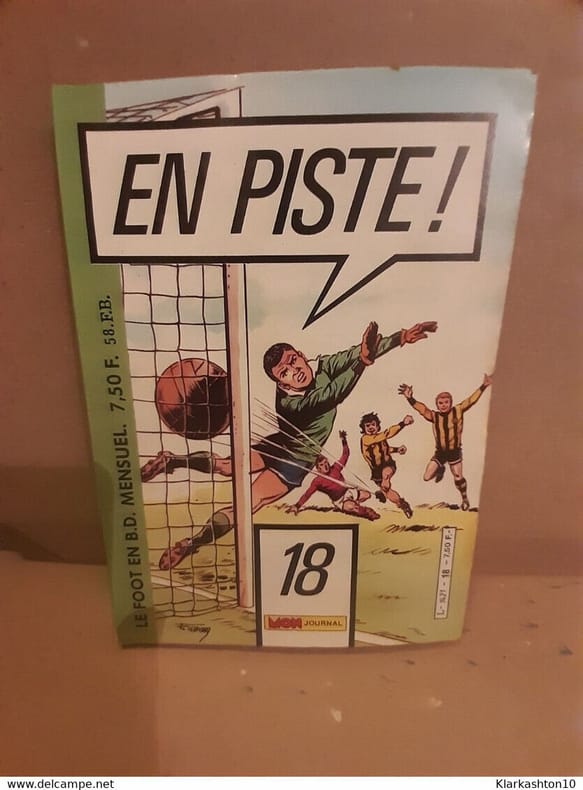 EN PISTE!
LE FOOT EN B.D. MENSUEL. 7,50 F. 58.F.B.
18
MON JOURNAL
L.- 1621 - 18 - 7,50 F.-
www.delcampe.net
Klarkashton10